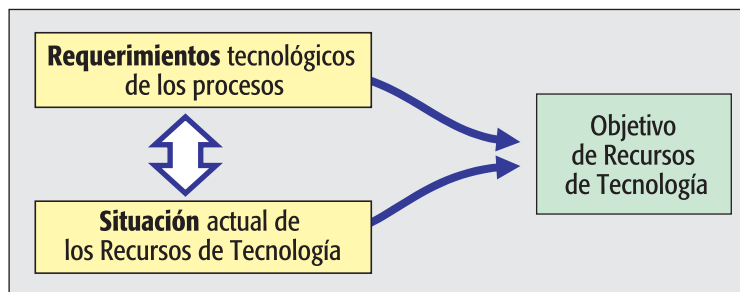 Requerimientos tecnológicos
de los procesos
Situación actual de
los Recursos de Tecnología
Objetivo
de Recursos
de Tecnología